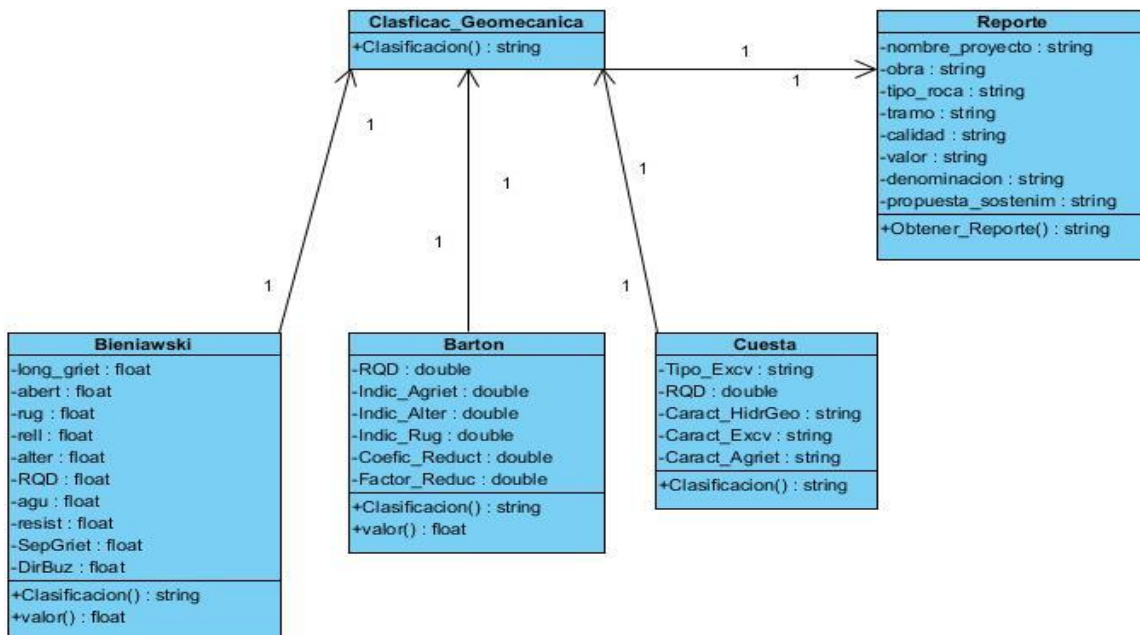 Clasficac_Geomecanica
+Clasificacion() : string
Reporte
-nombre_proyecto : string
-obra : string
-tipo_roca : string
-tramo : string
-calidad : string
-valor : string
-denominacion : string
-propuesta_sostenim : string
+Obtener_Reporte() : string
1
1
1
1
1
1
1
1
Bieniawski
-long_griet : float
-abert : float
-rug : float
-rell : float
-alter : float
-RQD : float
-agu : float
-resist : float
-SepGriet : float
-DirBuz : float
+Clasificacion() : string
+valor() : float
Barton
-RQD : double
-Indic_Agriet : double
-Indic_Alter : double
-Indic_Rug : double
-Coefic_Reduct : double
-Factor_Reduc : double
+Clasificacion() : string
+valor() : float
Cuesta
-Tipo_Excv : string
-RQD : double
-Caract_HidrGeo : string
-Caract_Excv : string
-Caract_Agriet : string
+Clasificacion() : string